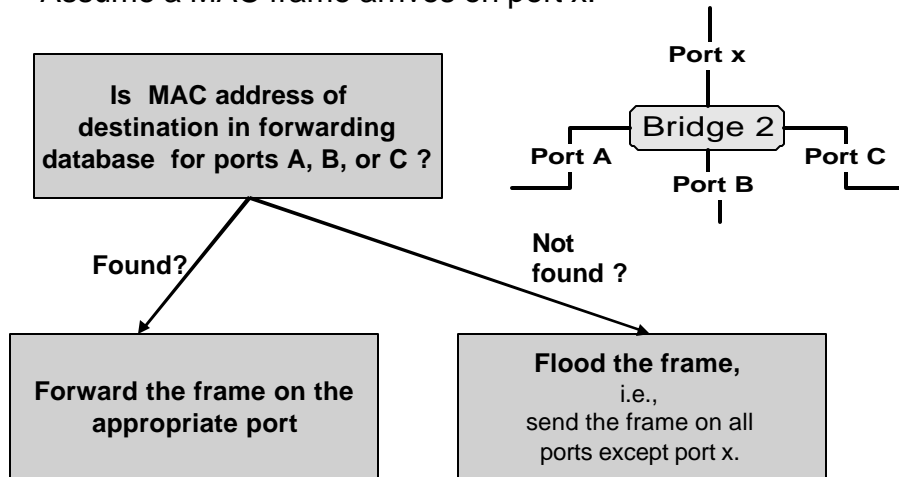 Assume a MAC frame arrives on port x.
Is MAC address of
destination in forwarding
database for ports A, B, or C ?
Port x
Bridge 2
Port A
Port C
Port B
Found?
Not
found ?
Forward the frame on the
appropriate port
Flood the frame,
i.e.,
send the frame on all
ports except port x.